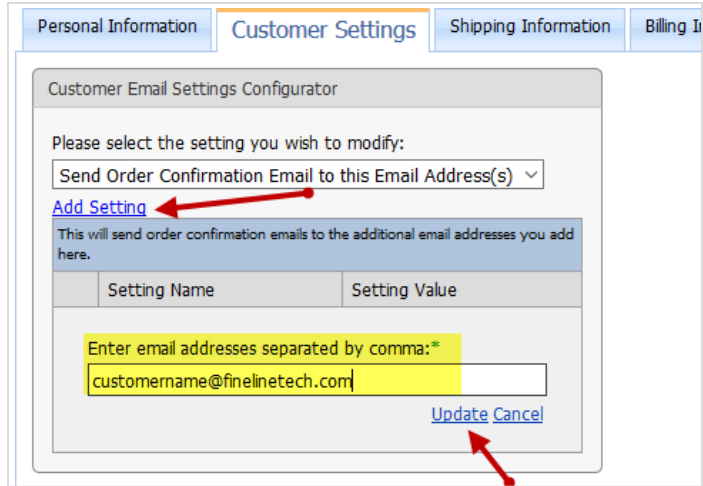 Personal Information
Customer Settings
Shipping Information
Billing
Customer Email Settings Configurator
Please select the setting you wish to modify:
Send Order Confirmation Email to this Email Address(s)
Add Setting
This will send order confirmation emails to the additional email addresses you add
here.
Setting Name
Setting Value
Enter email addresses separated by comma:*
customername@finelinetech.com
Update Cancel